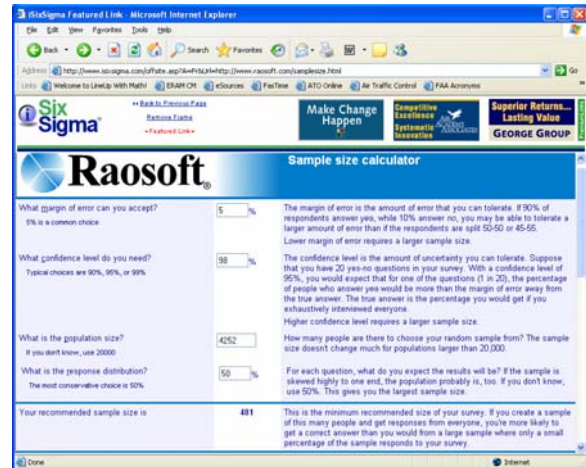 iSixSigma Featured Link - Microsoft Internet Explorer
File Edit View Favorites Tools Help
Back Search Favorites
Address http://www.isixsigma.com/offsite.asp?A=Fr&Url=http://www.raosoft.com/samplesize.html Go
Links Welcome to LineUp With Math! ERAM CM eSources FasTime ATO Online Air Traffic Control FAA Acronyms
i Six Sigma
Back to Previous Page
Remove Frame
Featured Link
Make Change Happen
Competitive Excellence
Systematic Innovation
Air Academy Associates
Superior Returns...
Lasting Value
GEORGE GROUP
Raosoft®
Sample size calculator
What margin of error can you accept? 5 %
5% is a common choice
The margin of error is the amount of error that you can tolerate. If 90% of
respondents answer yes, while 10% answer no, you may be able to tolerate a
larger amount of error than if the respondents are split 50-50 or 45-55.
Lower margin of error requires a larger sample size.
What confidence level do you need? 98 %
Typical choices are 90%, 95%, or 99%
The confidence level is the amount of uncertainty you can tolerate. Suppose
that you have 20 yes-no questions in your survey. With a confidence level of
95%, you would expect that for one of the questions (1 in 20), the percentage
of people who answer yes would be more than the margin of error away from
the true answer. The true answer is the percentage you would get if you
exhaustively interviewed everyone.
Higher confidence level requires a larger sample size.
What is the population size? 4252
If you don't know, use 20000
How many people are there to choose your random sample from? The sample
size doesn't change much for populations larger than 20,000.
What is the response distribution? 50 %
The most conservative choice is 50%
For each question, what do you expect the results will be? If the sample is
skewed highly to one end, the population probably is, too. If you don't know,
use 50%. This gives you the largest sample size.
Your recommended sample size is 481
This is the minimum recommended size of your survey. If you create a sample
of this many people and get responses from everyone, you're more likely to
get a correct answer than you would from a large sample where only a small
percentage of the sample responds to your survey.
Done Internet